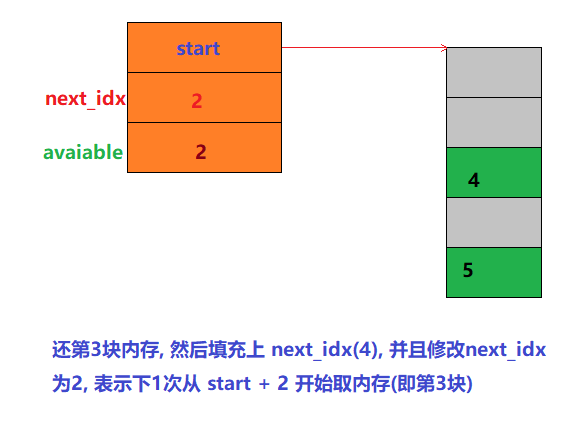 start
next_idx 2
avaiable 2
4
5
还第3块内存, 然后填充上 next_idx(4), 并且修改next_idx
为2, 表示下1次从 start + 2 开始取内存(即第3块)